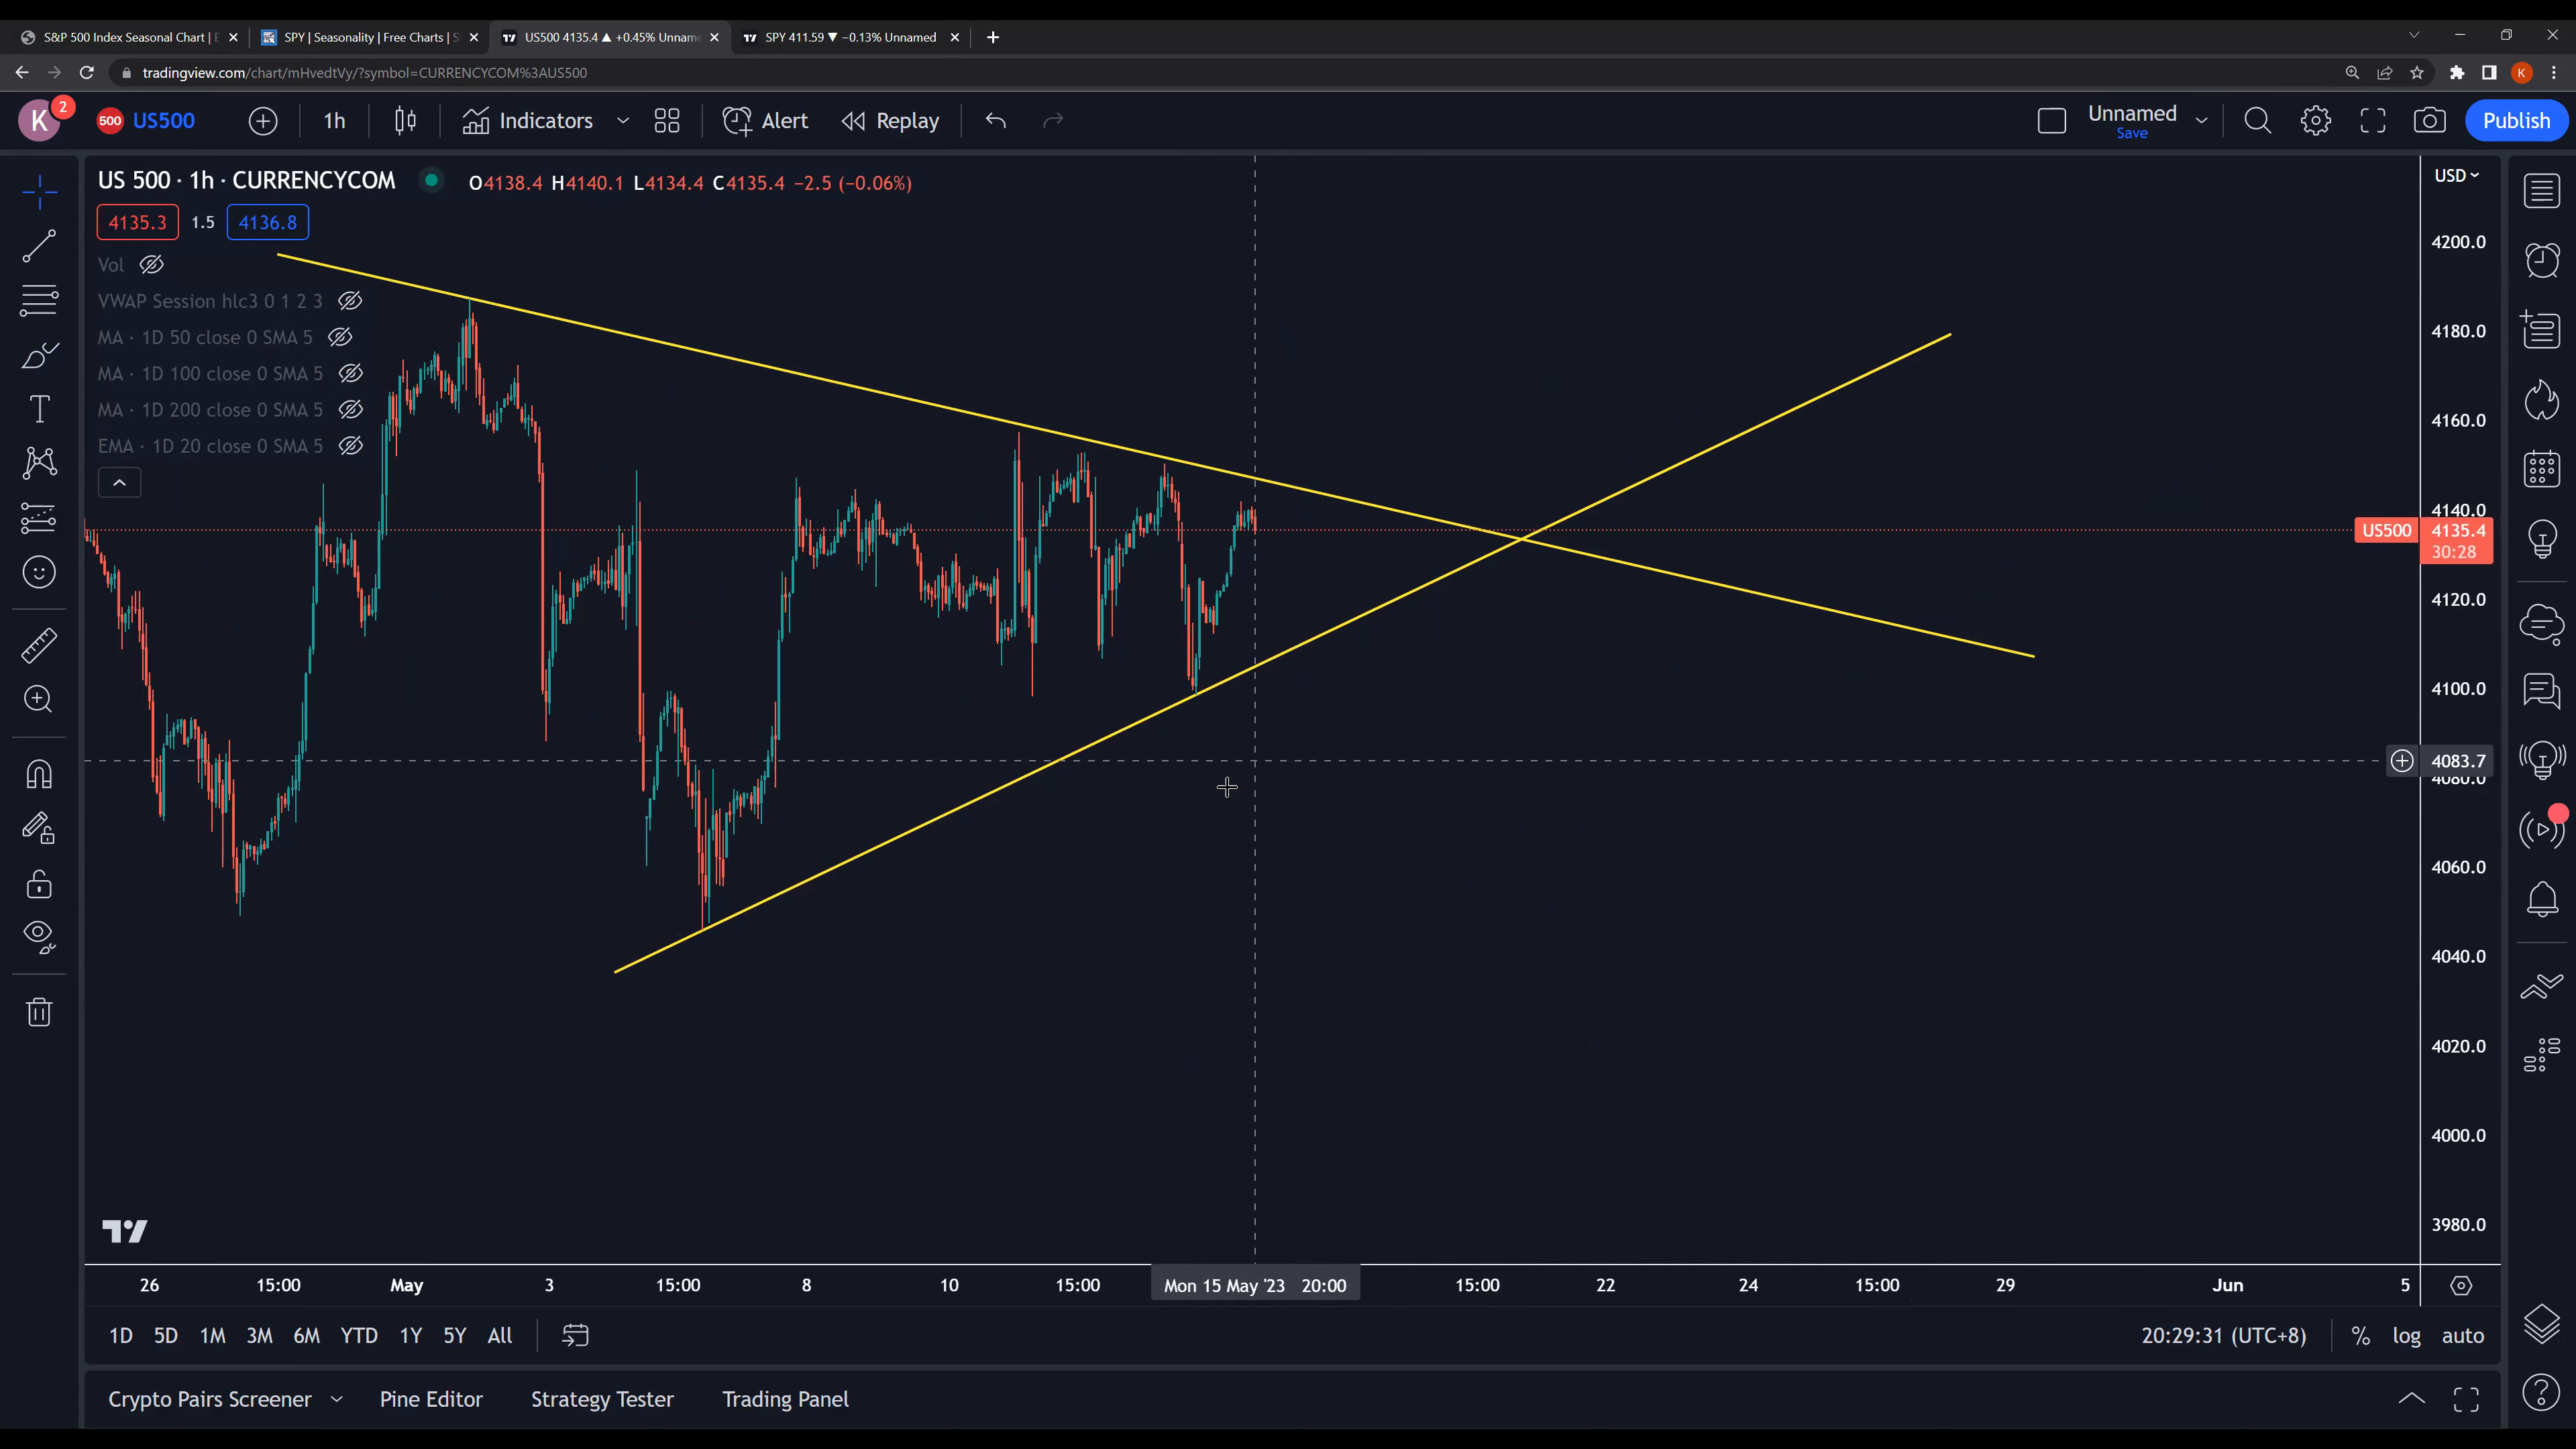 S&P 500 Index Seasonal Chart | E
SPY | Seasonality | Free Charts | S
US500 4135.4 ▲ +0.45% Unnam
SPY 411.59 ▼ −0.13% Unnamed
tradingview.com/chart/mHvedtVy/?symbol=CURRENCYCOM%3AUS500
K
K
2
500
US500
1h
Indicators
Alert
Replay
Unnamed
Save
Publish
US 500 · 1h · CURRENCYCOM
O4138.4 H4140.1 L4134.4 C4135.4 −2.5 (−0.06%)
USD
4135.3
1.5
4136.8
Vol
VWAP Session hlc3 0 1 2 3
MA · 1D 50 close 0 SMA 5
MA · 1D 100 close 0 SMA 5
MA · 1D 200 close 0 SMA 5
EMA · 1D 20 close 0 SMA 5
4200.0
4180.0
4160.0
4140.0
US500
4135.4
30:28
4120.0
4100.0
4083.7
4080.0
4060.0
4040.0
4020.0
4000.0
3980.0
26
15:00
May
3
15:00
8
10
15:00
Mon 15 May '23 20:00
15:00
22
24
15:00
29
Jun
5
1D
5D
1M
3M
6M
YTD
1Y
5Y
All
20:29:31 (UTC+8)
%
log
auto
Crypto Pairs Screener
Pine Editor
Strategy Tester
Trading Panel